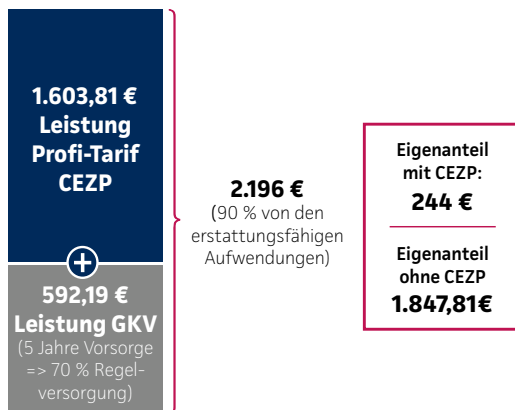 1.603,81 €
Leistung
Profi-Tarif
CEZP
+
592,19 €
Leistung GKV
(5 Jahre Vorsorge
=> 70 % Regel-
versorgung)
2.196 €
(90 % von den
erstattungsfähigen
Aufwendungen)
Eigenanteil
mit CEZP:
244 €
Eigenanteil
ohne CEZP
1.847,81€